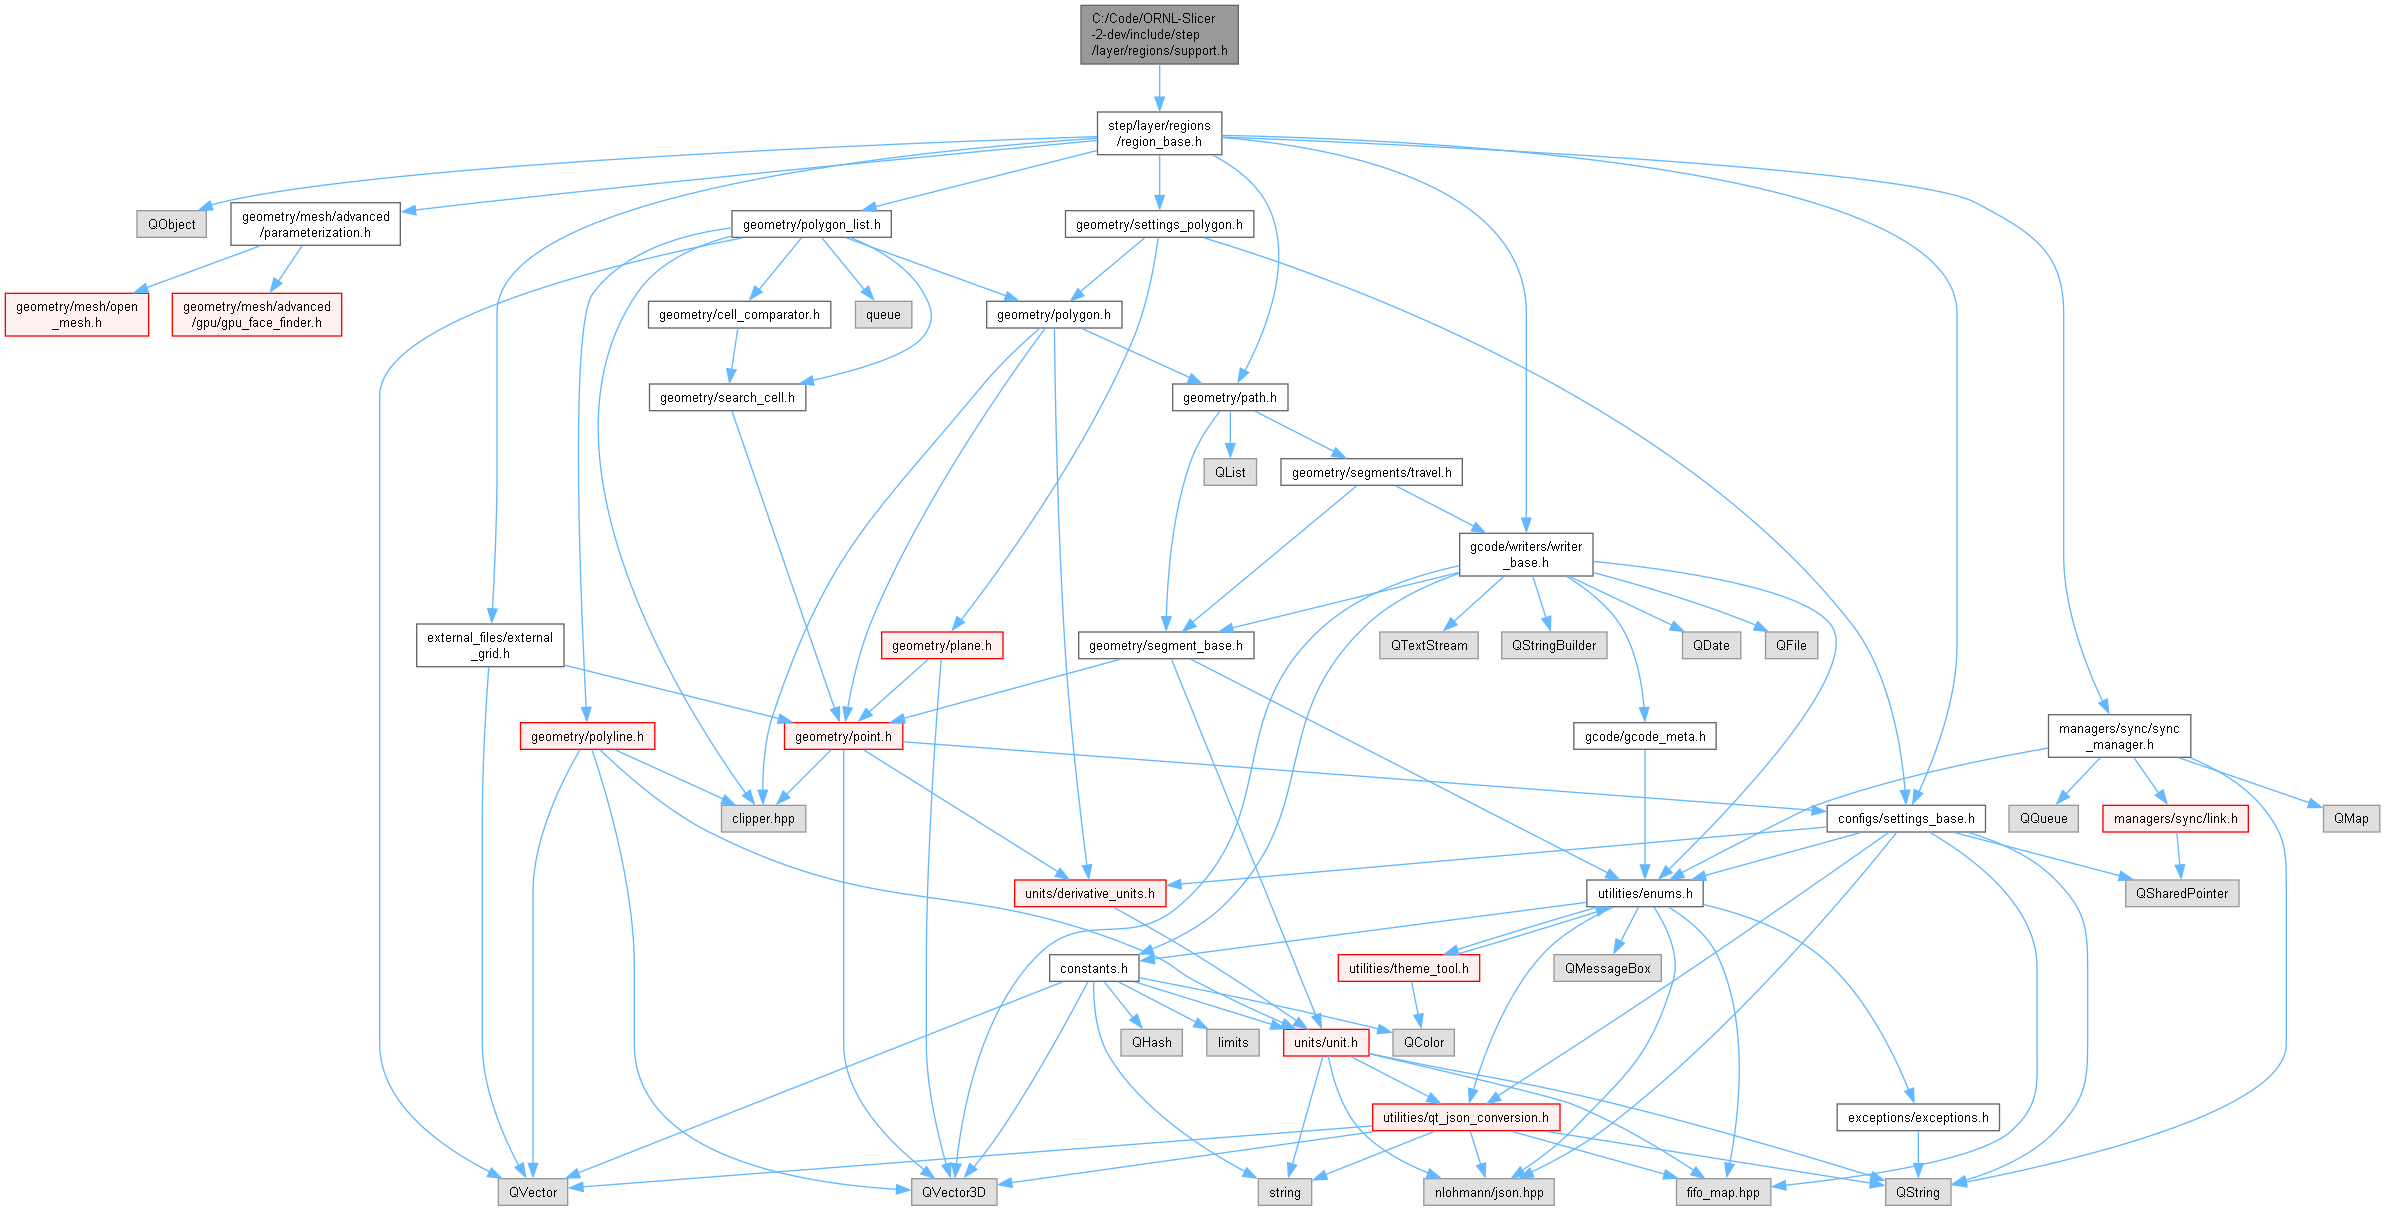 C:/Code/ORNL-Slicer
-2-dev/include/step
/layer/regions/support.h
step/layer/regions
/region_base.h
QObject
geometry/mesh/advanced
/parameterization.h
geometry/polygon_list.h
geometry/settings_polygon.h
geometry/mesh/open
_mesh.h
geometry/mesh/advanced
/gpu/gpu_face_finder.h
geometry/cell_comparator.h
queue
geometry/polygon.h
geometry/search_cell.h
geometry/path.h
QList
geometry/segments/travel.h
gcode/writers/writer
_base.h
external_files/external
_grid.h
geometry/plane.h
geometry/segment_base.h
QTextStream
QStringBuilder
QDate
QFile
geometry/polyline.h
geometry/point.h
gcode/gcode_meta.h
managers/sync/sync
_manager.h
clipper.hpp
configs/settings_base.h
QQueue
managers/sync/link.h
QMap
units/derivative_units.h
utilities/enums.h
QSharedPointer
constants.h
utilities/theme_tool.h
QMessageBox
QHash
limits
units/unit.h
QColor
utilities/qt_json_conversion.h
exceptions/exceptions.h
QVector
QVector3D
string
nlohmann/json.hpp
fifo_map.hpp
QString